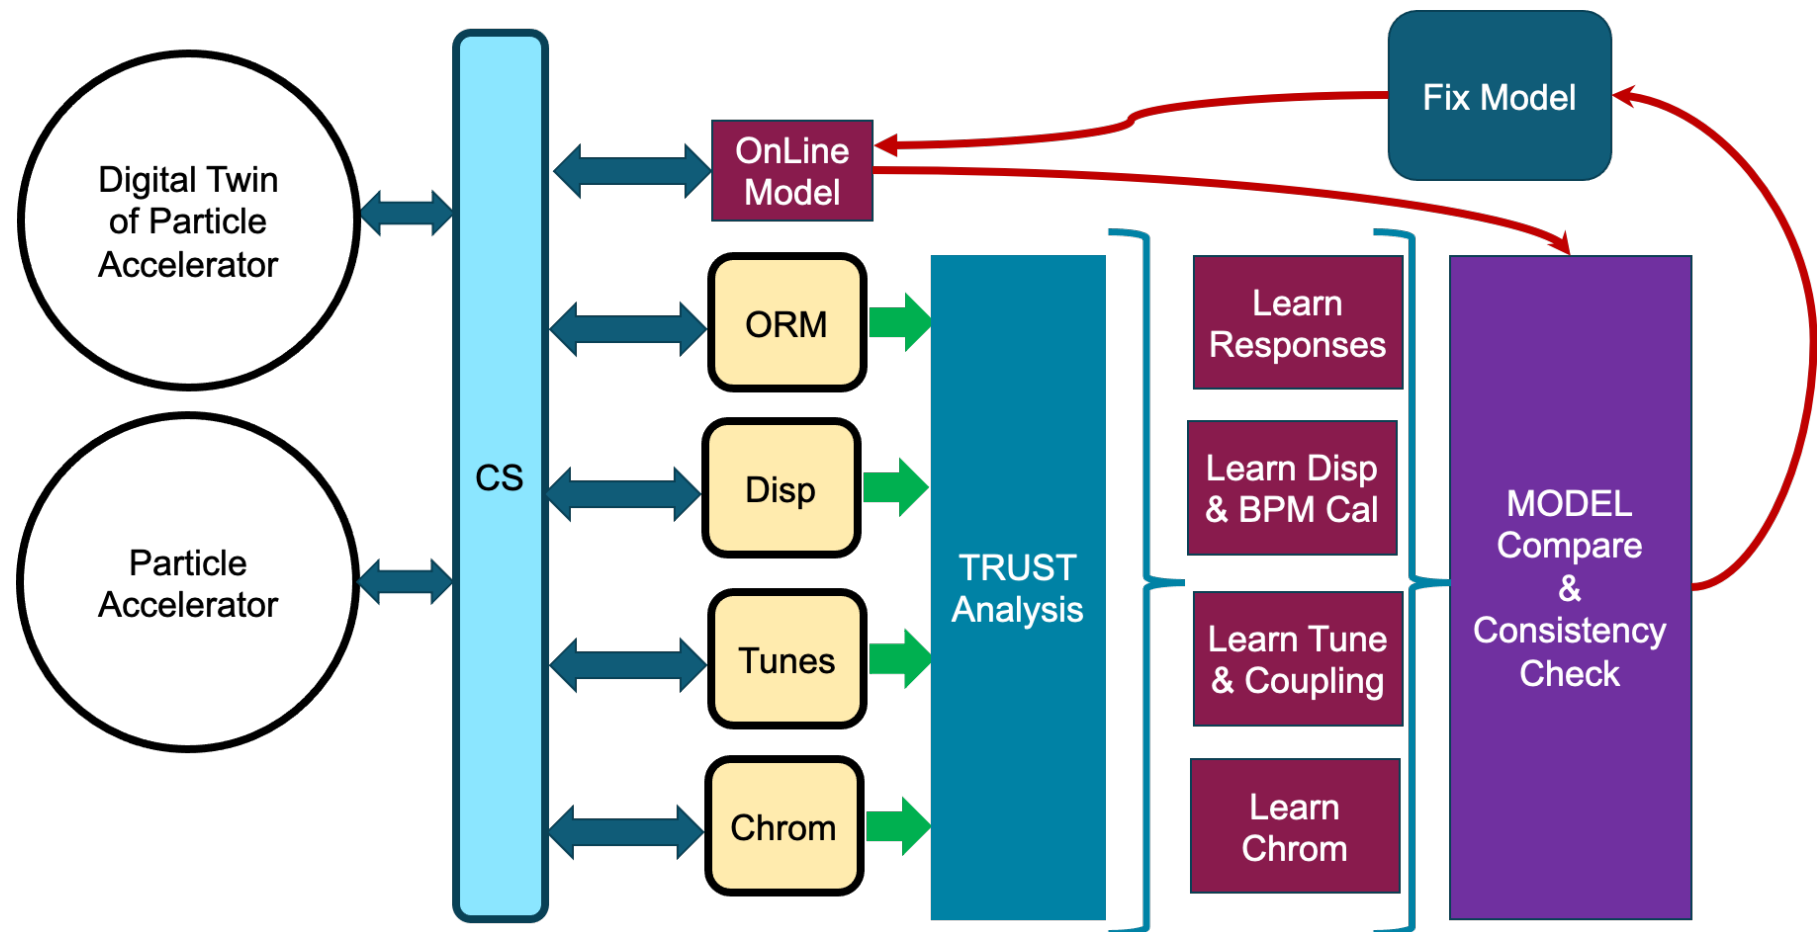 Digital Twin
of Particle
Accelerator
Particle
Accelerator
CS
OnLine
Model
ORM
Disp
Tunes
Chrom
TRUST
Analysis
Learn
Responses
Learn Disp
& BPM Cal
Learn Tune
& Coupling
Learn
Chrom
Fix Model
MODEL
Compare
&
Consistency
Check